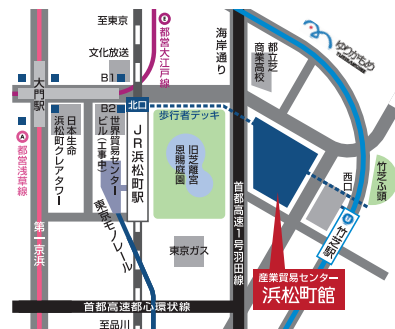 至東京
E
都営大江戸線
文化放送
海岸通り
都立芝
商業高校
ゆりかもめ
大門駅
B1
B2
北口
歩行者デッキ
A
都営浅草線
日本生命
浜松町クレアタワー
世界貿易センター
ビル(工事中)
JR浜松町駅
旧芝離宮
恩賜庭園
竹芝ふ頭
西口
U
竹芝駅
第一京浜
東京モノレール
東京ガス
首都高速1号羽田線
産業貿易センター
浜松町館
首都高速都心環状線
至品川